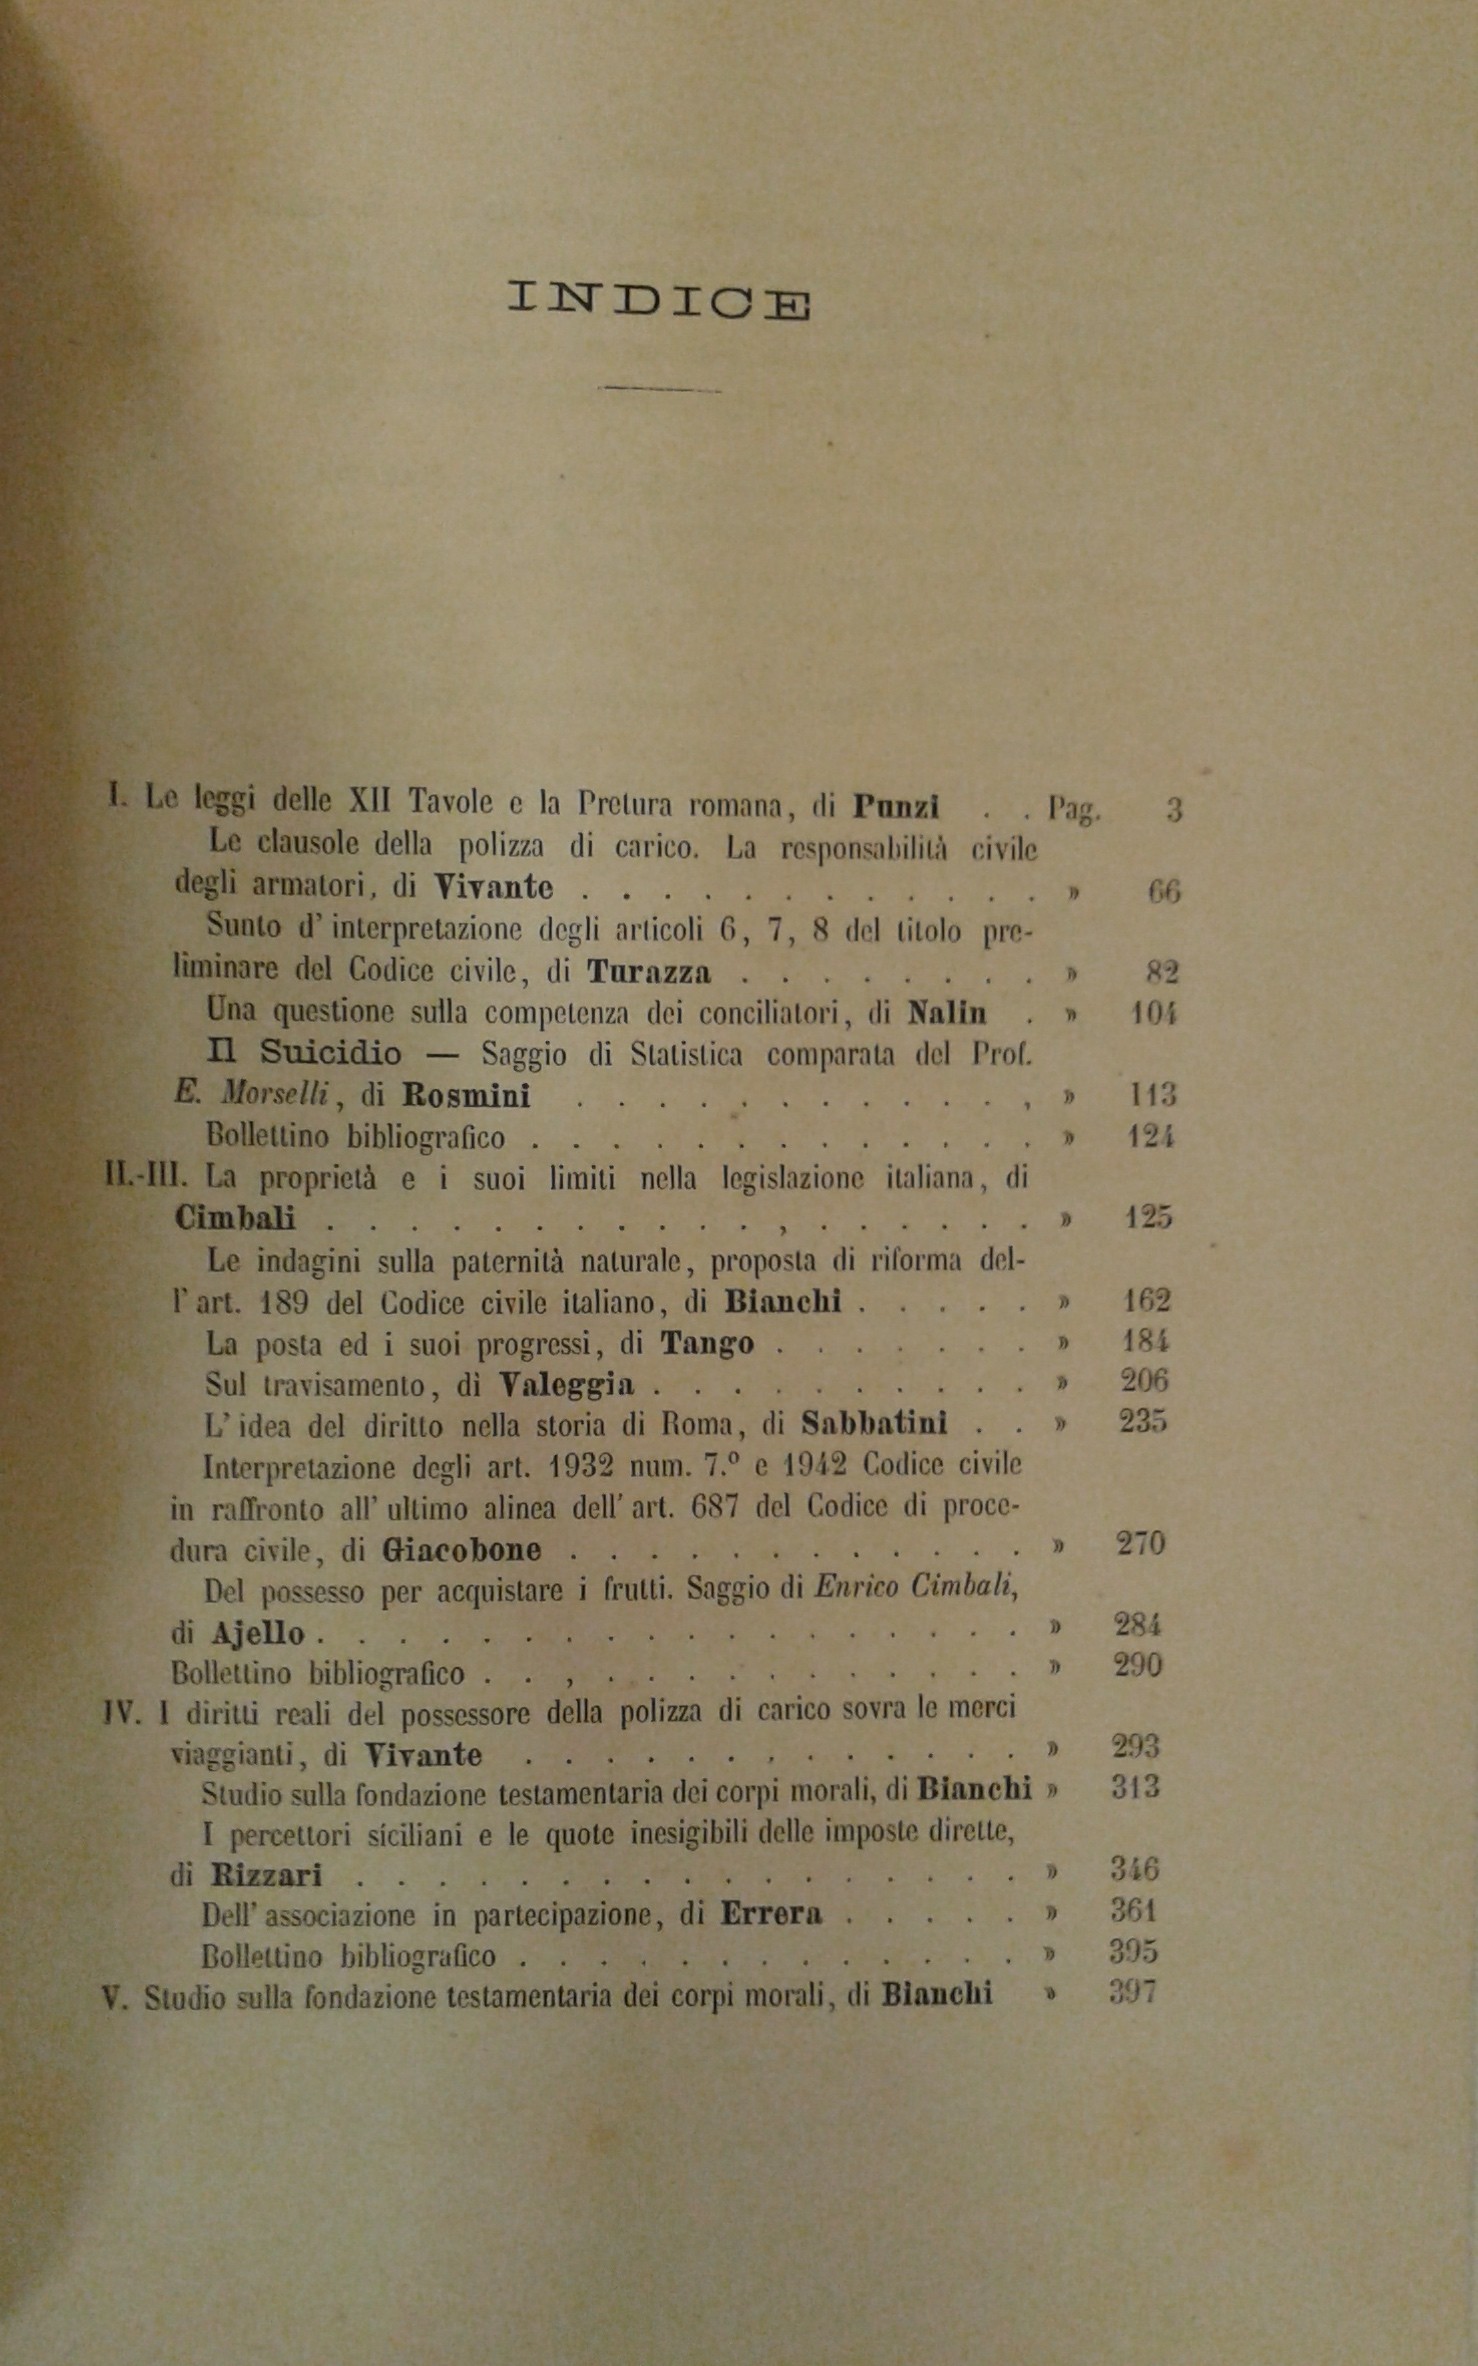 INDICE
I. Le leggi delle XII Tavole e la Pretura romana, di Punzi . . Pag. 3
Le clausole della polizza di carico. La responsabilità civile
degli armatori, di Vivante . . . . . . . . . . . . » 66
Sunto d' interpretazione degli articoli 6, 7, 8 del titolo pre-
liminare del Codice civile, di Turazza . . . . . . . . » 82
Una questione sulla competenza dei conciliatori, di Nalin . » 104
Il Suicidio — Saggio di Statistica comparata del Prof.
E. Morselli, di Rosmini . . . . . . . . . . . , » 113
Bollettino bibliografico . . . . . . . . . . . . . » 124
II.-III. La proprietà e i suoi limiti nella legislazione italiana, di
Cimbali . . . . . . . . . . . , . . . . . . » 125
Le indagini sulla paternità naturale, proposta di riforma del-
l' art. 189 del Codice civile italiano, di Bianchi . . . . . » 162
La posta ed i suoi progressi, di Tango . . . . . . . » 184
Sul travisamento, di Valeggia . . . . . . . . . . » 206
L' idea del diritto nella storia di Roma, di Sabbatini . . » 235
Interpretazione degli art. 1932 num. 7.º e 1942 Codice civile
in raffronto all' ultimo alinea dell' art. 687 del Codice di proce-
dura civile, di Giacobone . . . . . . . . . . . . » 270
Del possesso per acquistare i frutti. Saggio di Enrico Cimbali,
di Ajello . . . . . . . . . . . . . . . . . . » 284
Bollettino bibliografico . . , . . . . . . . . . . . » 290
IV. I diritti reali del possessore della polizza di carico sovra le merci
viaggianti, di Vivante . . . . . . . . . . . . . » 293
Studio sulla fondazione testamentaria dei corpi morali, di Bianchi » 313
I percettori siciliani e le quote inesigibili delle imposte dirette,
di Rizzari . . . . . . . . . . . . . . . . . » 346
Dell' associazione in partecipazione, di Errera . . . . . » 361
Bollettino bibliografico . . . . . . . . . . . . . » 395
V. Studio sulla fondazione testamentaria dei corpi morali, di Bianchi » 397